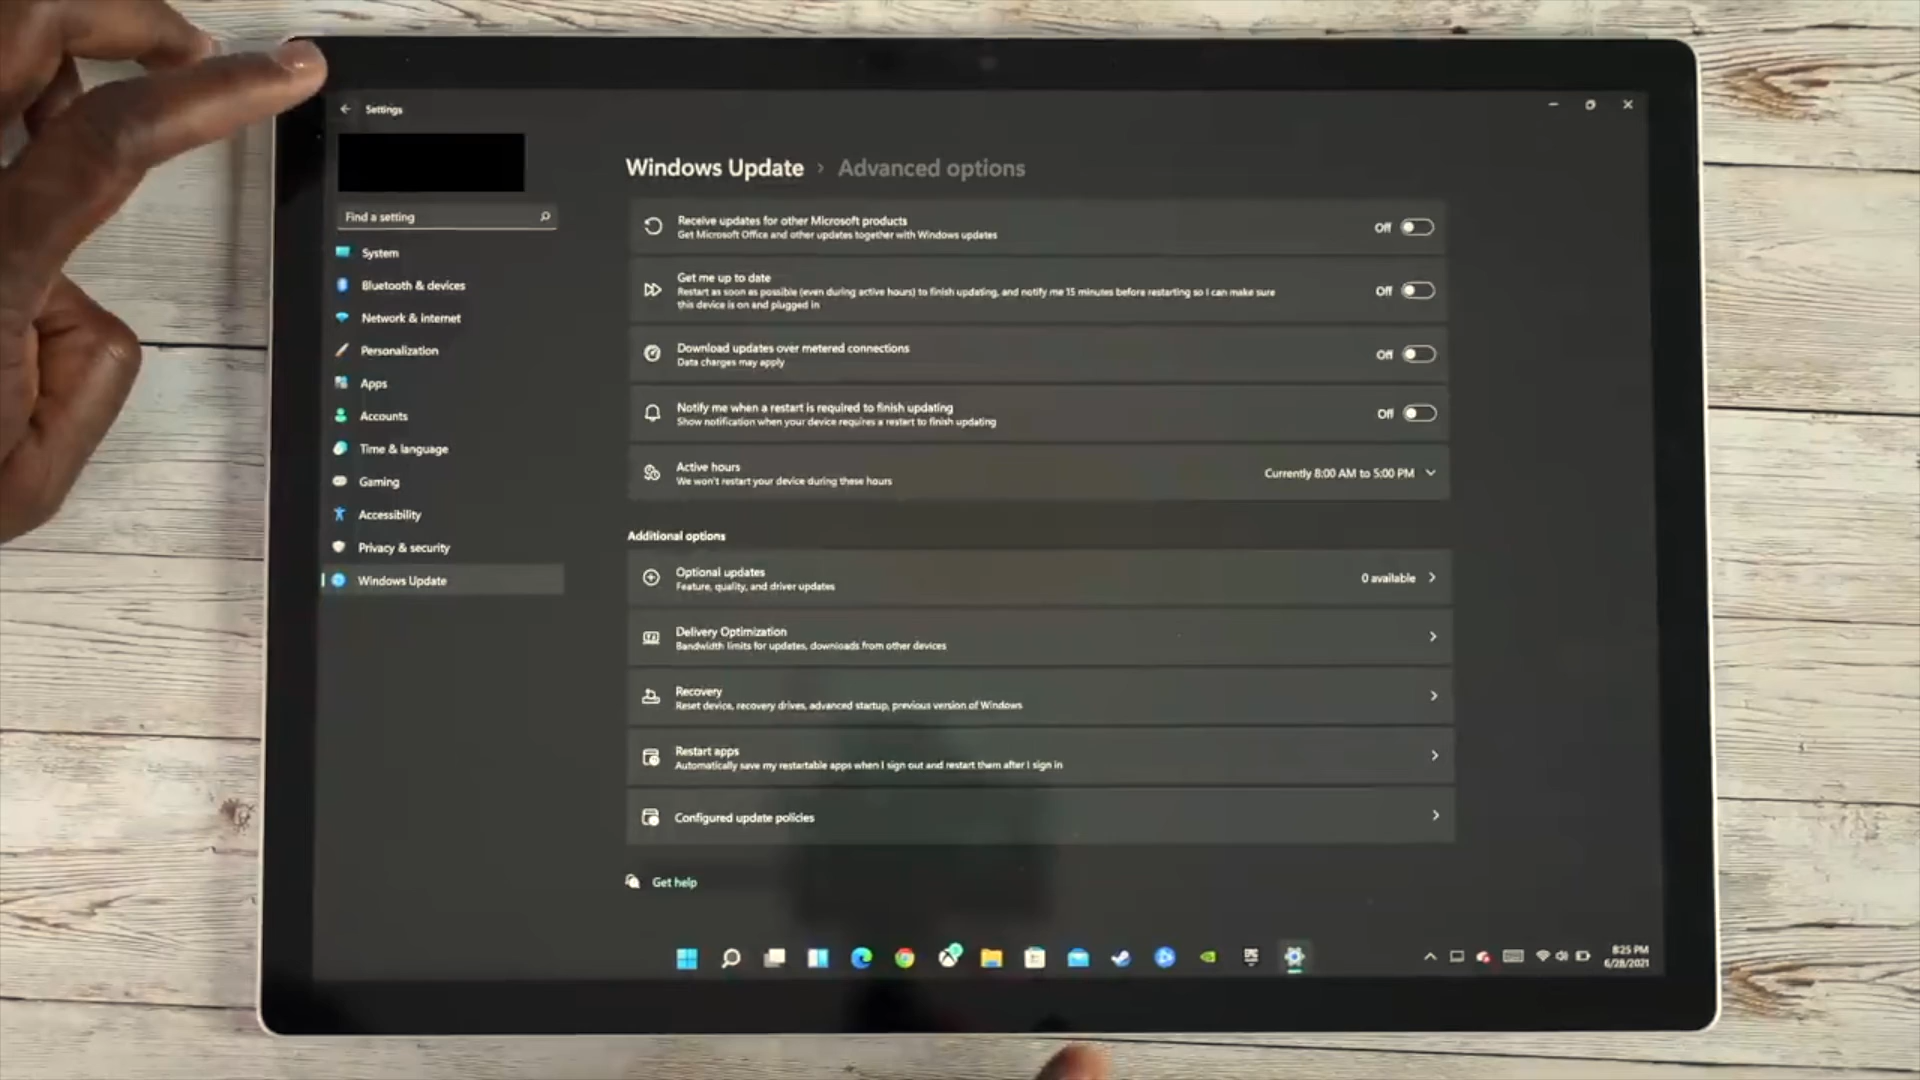 Settings
Find a setting
System
Bluetooth & devices
Network & internet
Personalization
Apps
Accounts
Time & language
Gaming
Accessibility
Privacy & security
Windows Update
Windows Update › Advanced options
Receive updates for other Microsoft products
Get Microsoft Office and other updates together with Windows updates
Off
Get me up to date
Restart as soon as possible (even during active hours) to finish updating, and notify me 15 minutes before restarting so I can make sure
this device is on and plugged in
Off
Download updates over metered connections
Data charges may apply
Off
Notify me when a restart is required to finish updating
Show notification when your device requires a restart to finish updating
Off
Active hours
We won't restart your device during these hours
Currently 8:00 AM to 5:00 PM
Additional options
Optional updates
Feature, quality, and driver updates
0 available
Delivery Optimization
Bandwidth limits for updates, downloads from other devices
Recovery
Reset device, recovery drives, advanced startup, previous version of Windows
Restart apps
Automatically save my restartable apps when I sign out and restart them after I sign in
Configured update policies
Get help
EPIC
8:25 PM
6/28/2021